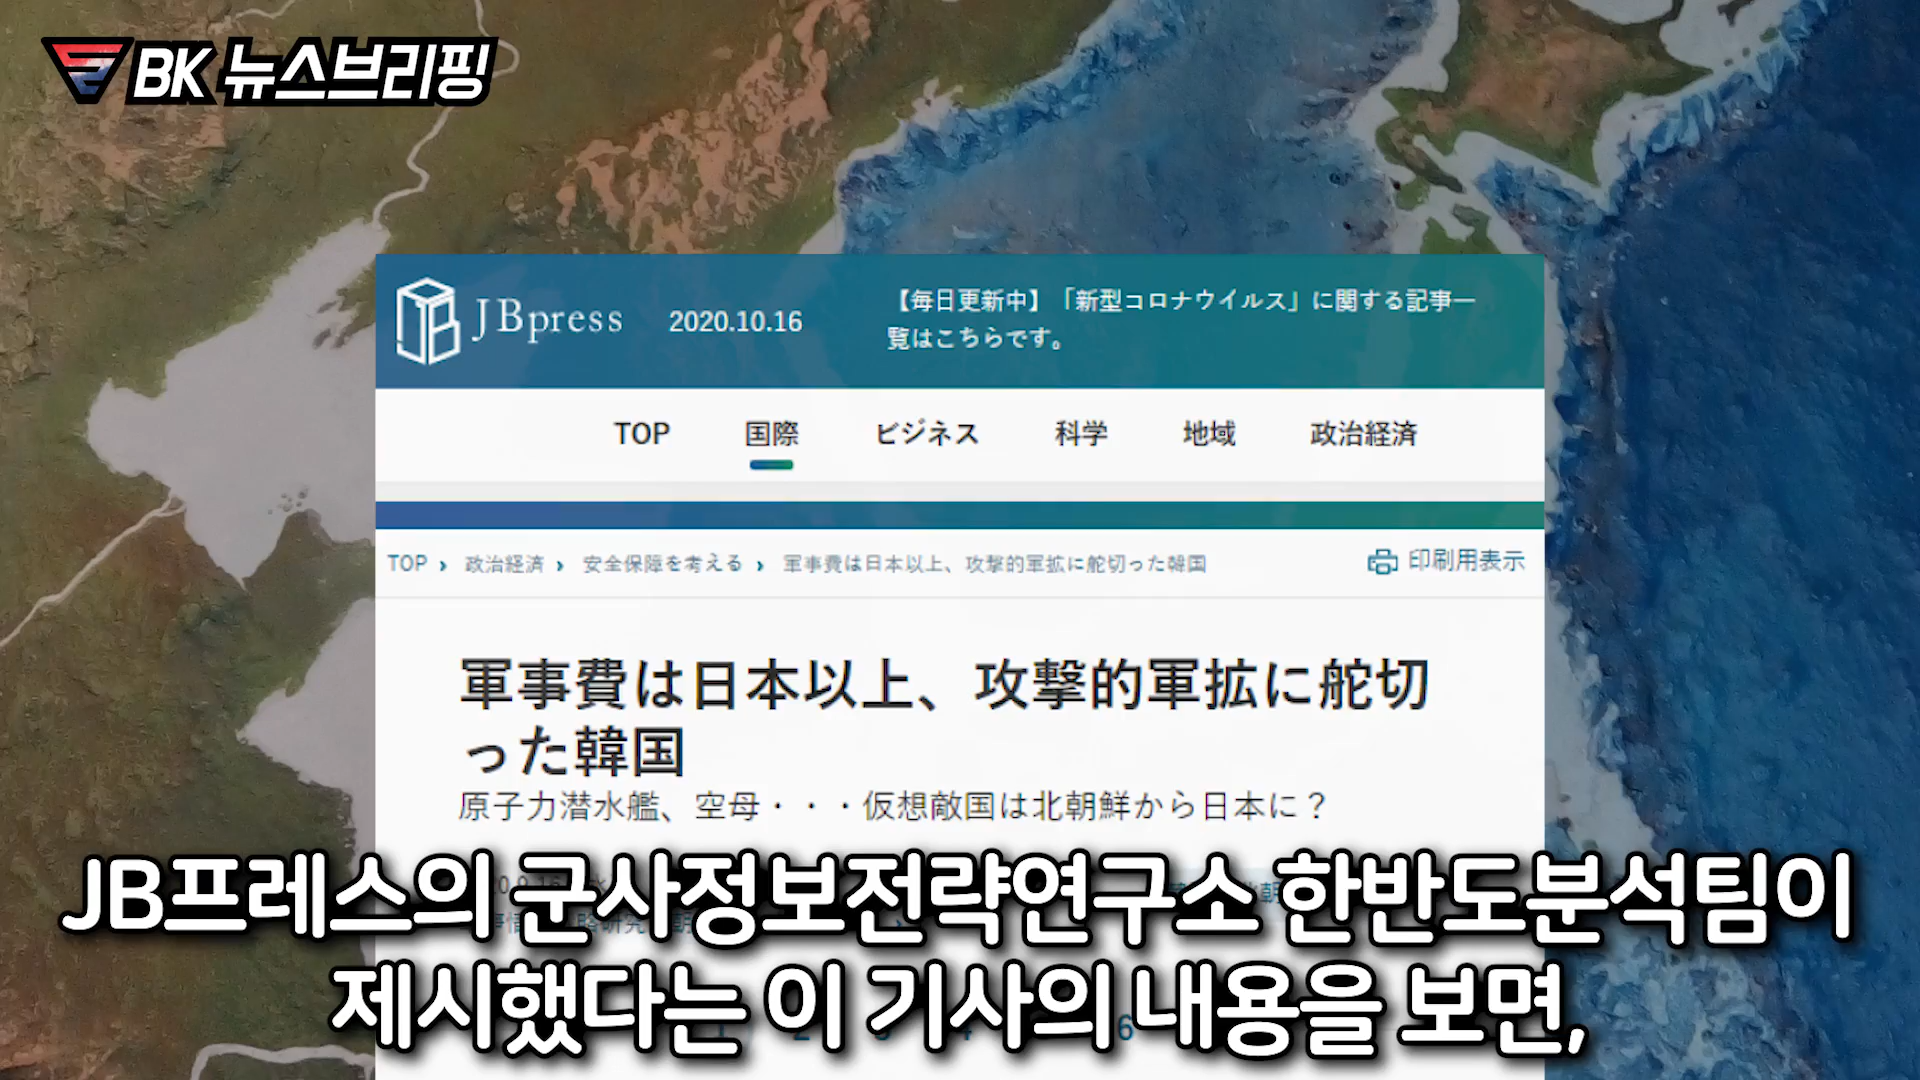 BK 뉴스브리핑
JBpress
2020.10.16
【毎日更新中】「新型コロナウイルス」に関する記事一
覧はこちらです。
TOP 国際 ビジネス 科学 地域 政治経済
TOP › 政治経済 › 安全保障を考える › 軍事費は日本以上、攻撃的軍拡に舵切った韓国
印刷用表示
軍事費は日本以上、攻撃的軍拡に舵切
った韓国
原子力潜水艦、空母・・・仮想敵国は北朝鮮から日本に？
JB프레스의 군사정보전략연구소 한반도분석팀이
제시했다는 이 기사의 내용을 보면,